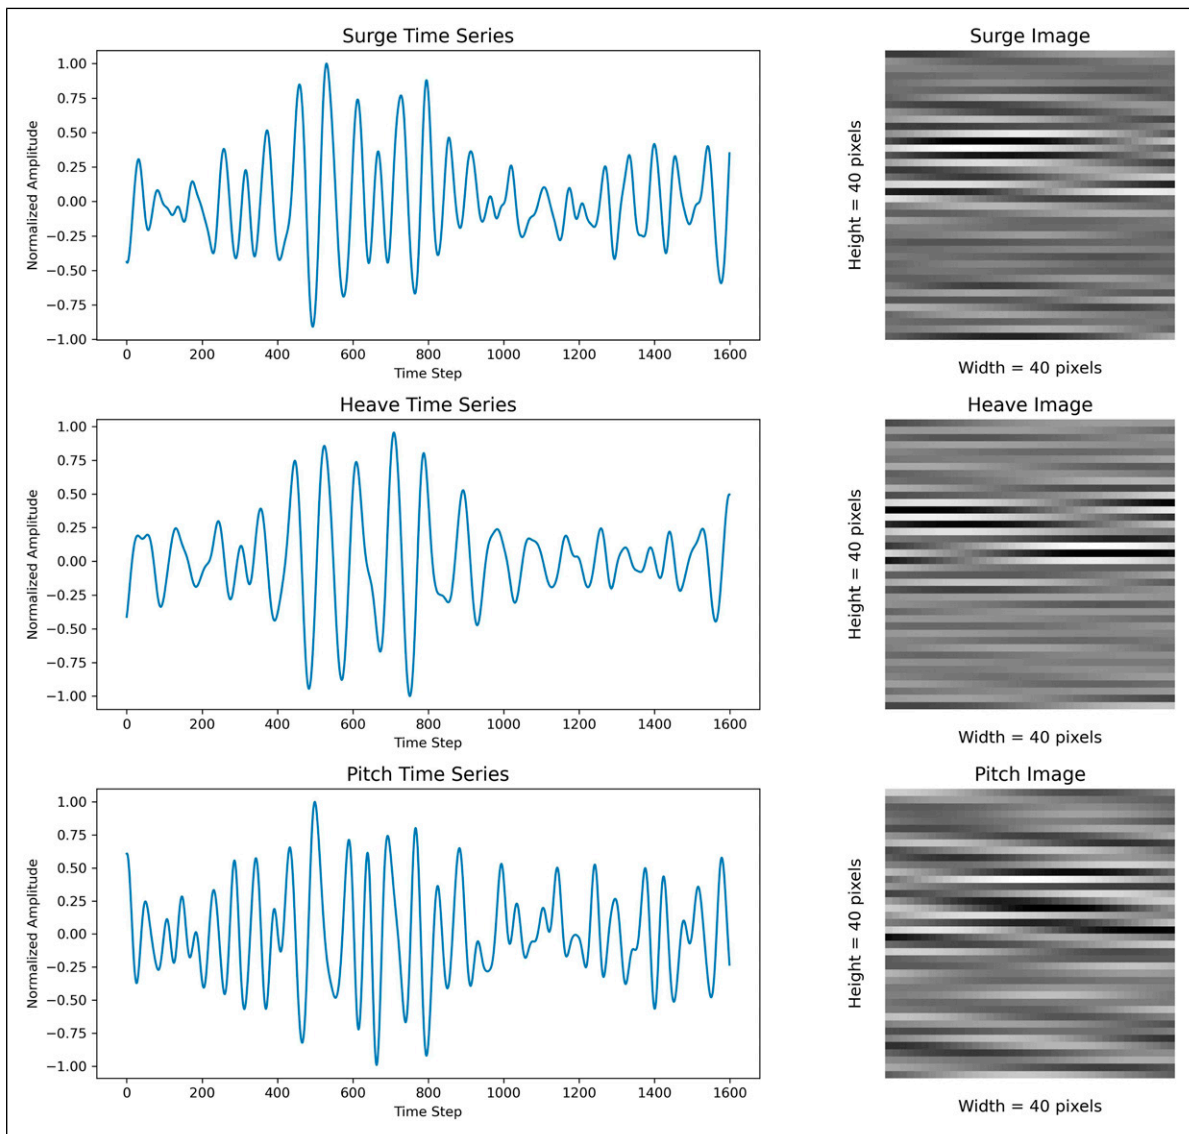 Surge Time Series
Normalized Amplitude
1.00
0.75
0.50
0.25
0.00
−0.25
−0.50
−0.75
−1.00
0 200 400 600 800 1000 1200 1400 1600
Time Step
Surge Image
Height = 40 pixels
Width = 40 pixels
Heave Time Series
Normalized Amplitude
1.00
0.75
0.50
0.25
0.00
−0.25
−0.50
−0.75
−1.00
0 200 400 600 800 1000 1200 1400 1600
Time Step
Heave Image
Height = 40 pixels
Width = 40 pixels
Pitch Time Series
Normalized Amplitude
1.00
0.75
0.50
0.25
0.00
−0.25
−0.50
−0.75
−1.00
0 200 400 600 800 1000 1200 1400 1600
Time Step
Pitch Image
Height = 40 pixels
Width = 40 pixels